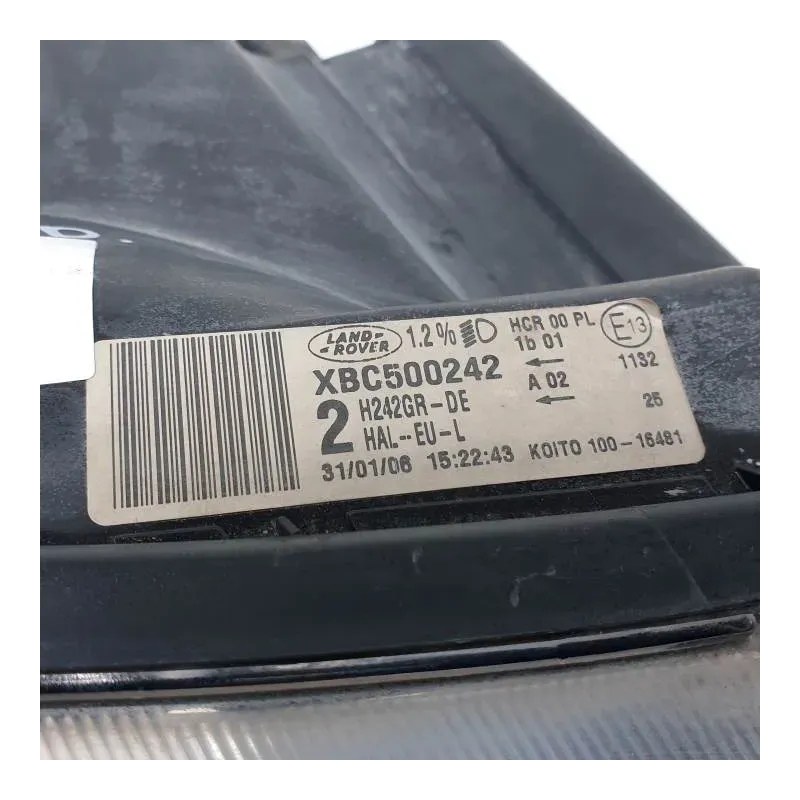 LAND-
-ROVER
1.2%
HCR 00 PL
E13
1b 01
XBC500242
← 1132
2 H242GR-DE
A 02
HAL--EU-L
← 25
31/01/06 15:22:43 KOITO 100-16481